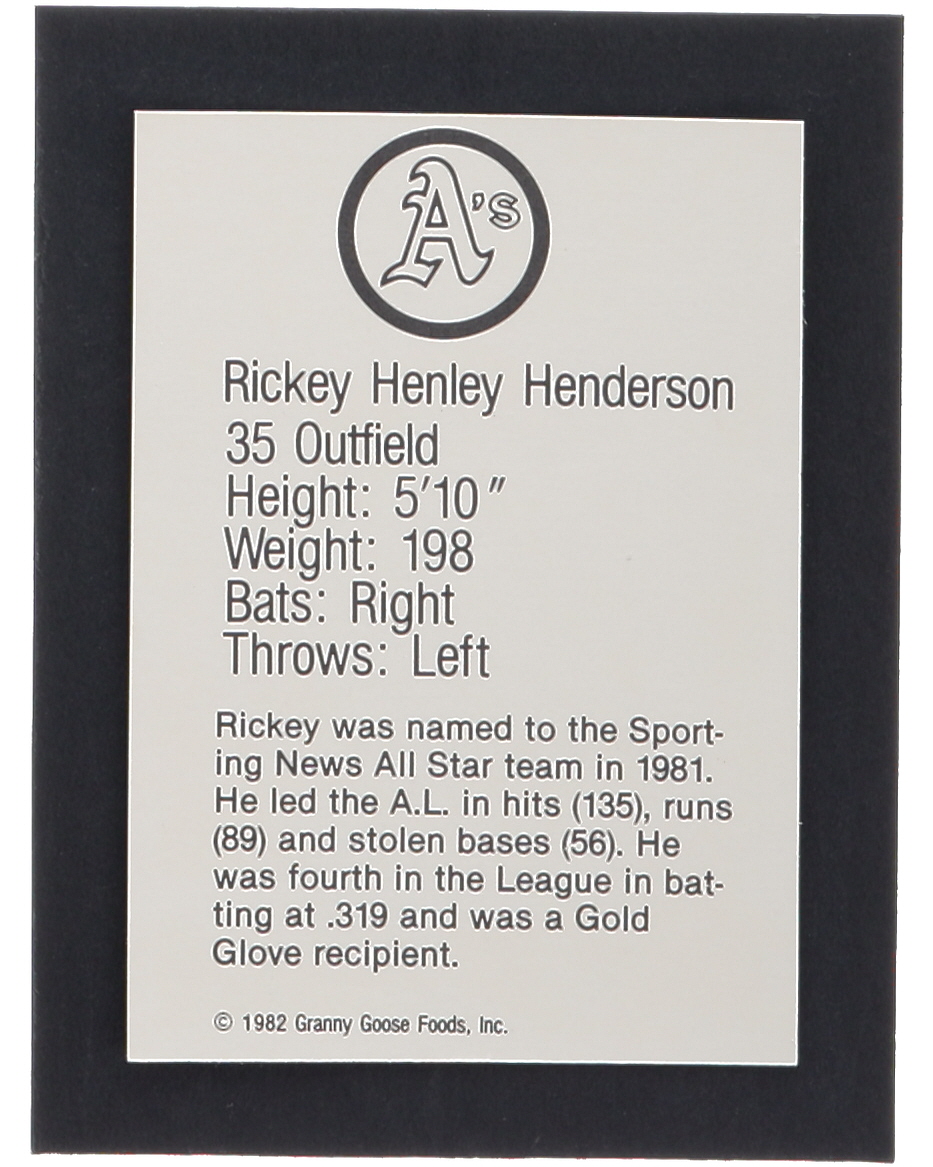 A's
Rickey Henley Henderson
35 Outfield
Height: 5'10"
Weight: 198
Bats: Right
Throws: Left
Rickey was named to the Sport-
ing News All Star team in 1981.
He led the A.L. in hits (135), runs
(89) and stolen bases (56). He
was fourth in the League in bat-
ting at .319 and was a Gold
Glove recipient.
© 1982 Granny Goose Foods, Inc.